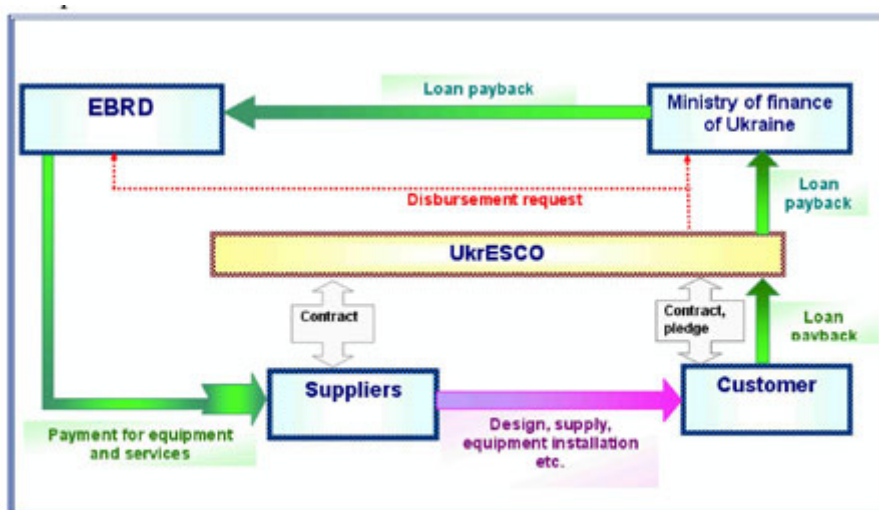 EBRD
Loan payback
Ministry of finance
of Ukraine
Loan
payback
Disbursement request
UkrESCO
Contract
Contract,
pledge
Loan
payback
Suppliers
Customer
Payment for equipment
and services
Design, supply,
equipment installation
etc.